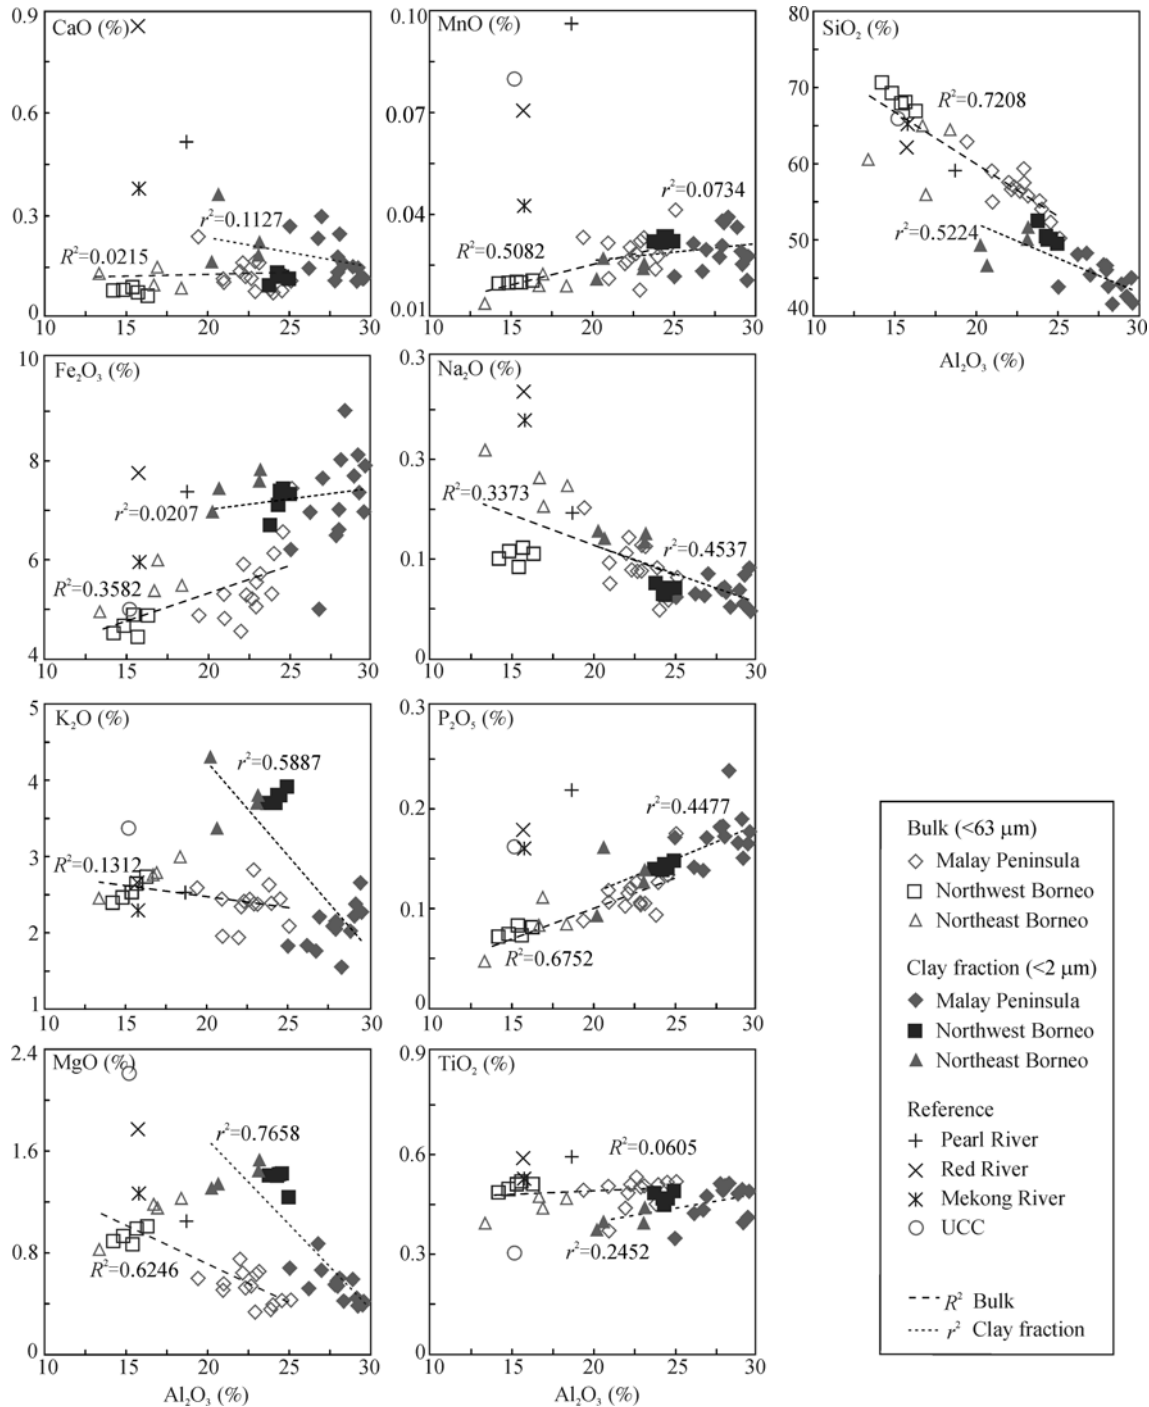 CaO (%)
0.9
0.6
0.3
0
r²=0.1127
R²=0.0215
10 15 20 25 30
MnO (%)
0.10
0.07
0.04
0.01
r²=0.0734
R²=0.5082
10 15 20 25 30
SiO₂ (%)
80
70
60
50
40
R²=0.7208
r²=0.5224
10 15 20 25 30
Al₂O₃ (%)
Fe₂O₃ (%)
10
8
6
4
r²=0.0207
R²=0.3582
10 15 20 25 30
Na₂O (%)
0.3
0.3
0.1
0
R²=0.3373
r²=0.4537
10 15 20 25 30
K₂O (%)
5
4
3
2
1
r²=0.5887
R²=0.1312
10 15 20 25 30
P₂O₅ (%)
0.3
0.2
0.1
0
r²=0.4477
R²=0.6752
10 15 20 25 30
MgO (%)
2.4
1.6
0.8
0
r²=0.7658
R²=0.6246
10 15 20 25 30
Al₂O₃ (%)
TiO₂ (%)
0.9
0.6
0.3
0
R²=0.0605
r²=0.2452
10 15 20 25 30
Al₂O₃ (%)
Bulk (<63 μm)
Malay Peninsula
Northwest Borneo
Northeast Borneo
Clay fraction (<2 μm)
Malay Peninsula
Northwest Borneo
Northeast Borneo
Reference
Pearl River
Red River
Mekong River
UCC
R² Bulk
r² Clay fraction